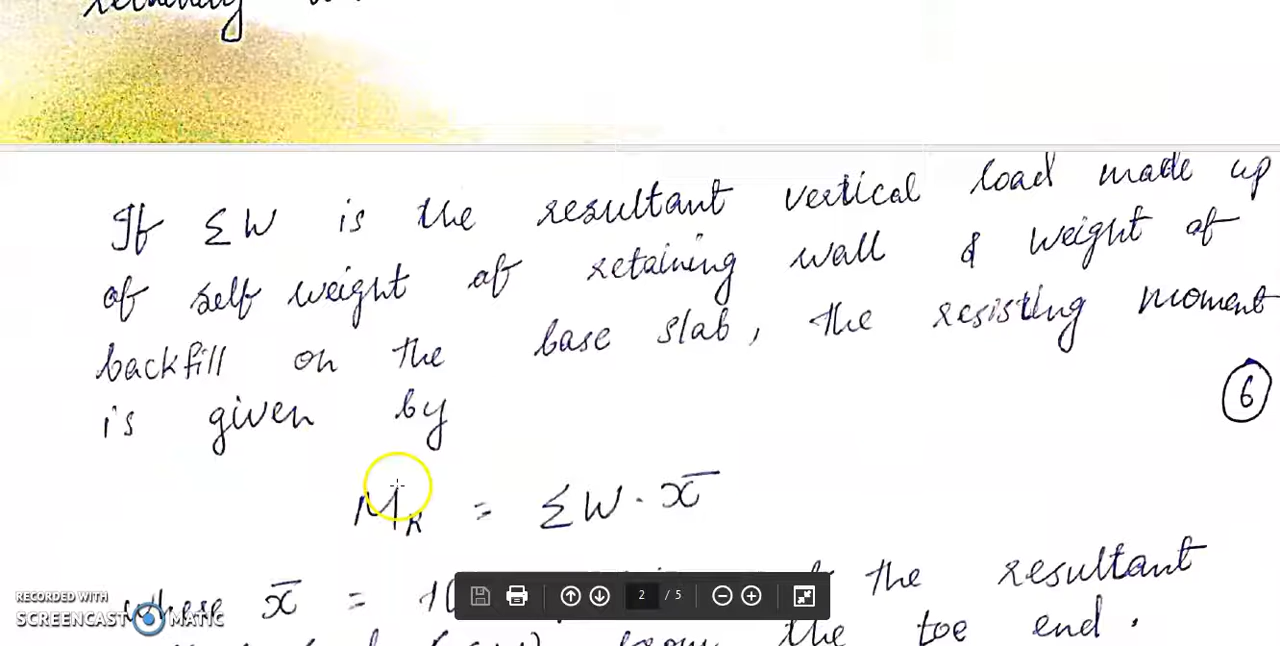 If ΣW is the resultant vertical load made up
of self weight of retaining wall & weight of
backfill on the base slab, the resisting moment
is given by
6
M_R = ΣW · x̄
where x̄ = the resultant
from the toe end.
2 / 5
RECORDED WITH
SCREENCAST MATIC